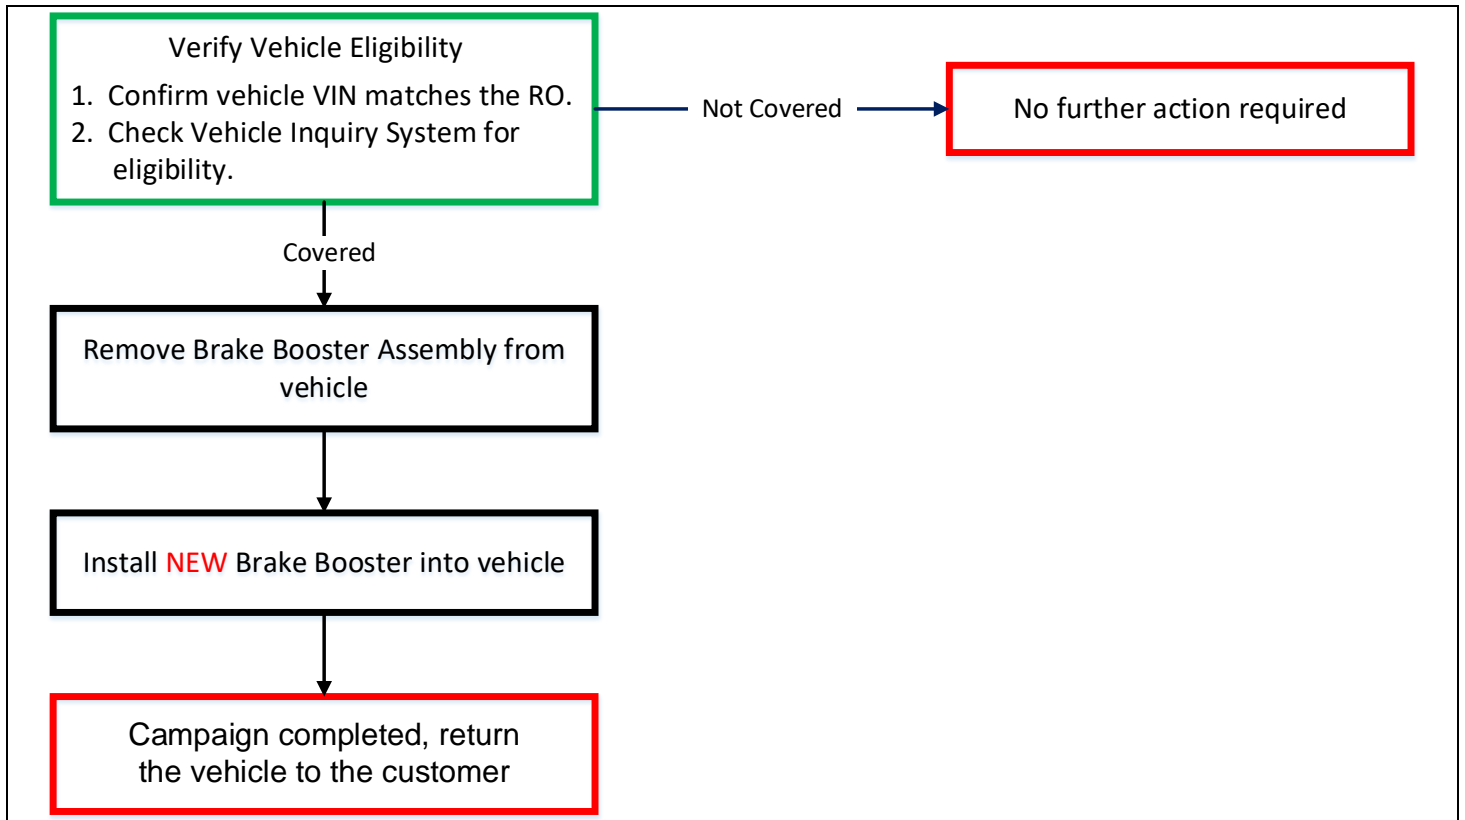 Verify Vehicle Eligibility
1. Confirm vehicle VIN matches the RO.
2. Check Vehicle Inquiry System for
eligibility.
Not Covered
No further action required
Covered
Remove Brake Booster Assembly from
vehicle
Install NEW Brake Booster into vehicle
Campaign completed, return
the vehicle to the customer